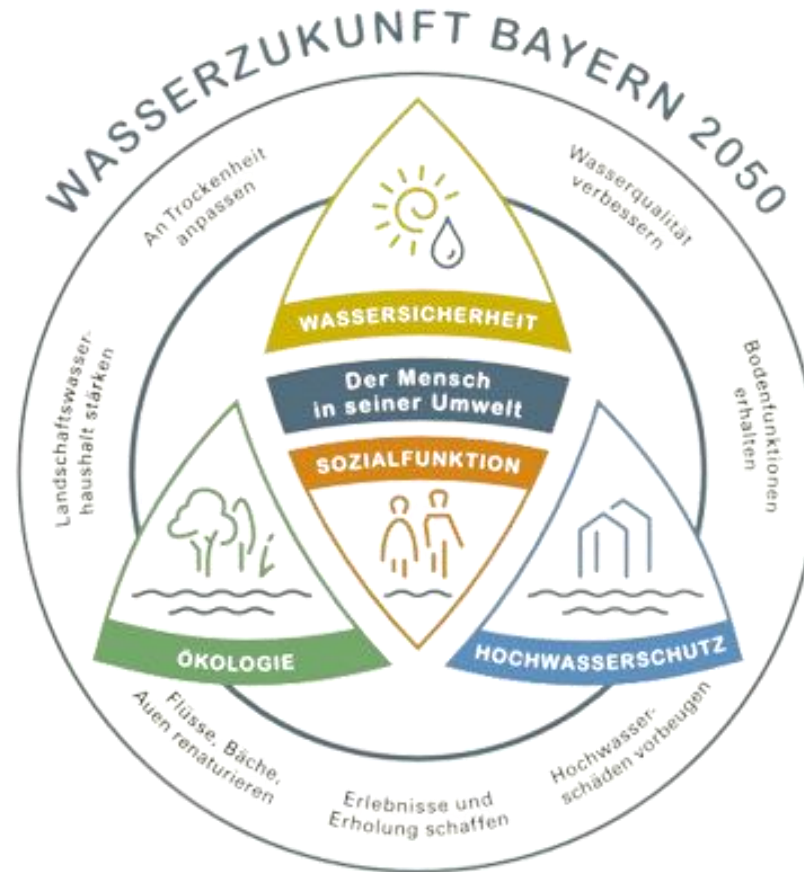 WASSERZUKUNFT BAYERN 2050
An Trockenheit
anpassen
Wasserqualität
verbessern
Landschaftswasser-
haushalt stärken
Bodenfunktionen
erhalten
WASSERSICHERHEIT
Der Mensch
in seiner Umwelt
SOZIALFUNKTION
ÖKOLOGIE
HOCHWASSERSCHUTZ
Flüsse, Bäche,
Auen renaturieren
Erlebnisse und
Erholung schaffen
Hochwasser-
schäden vorbeugen